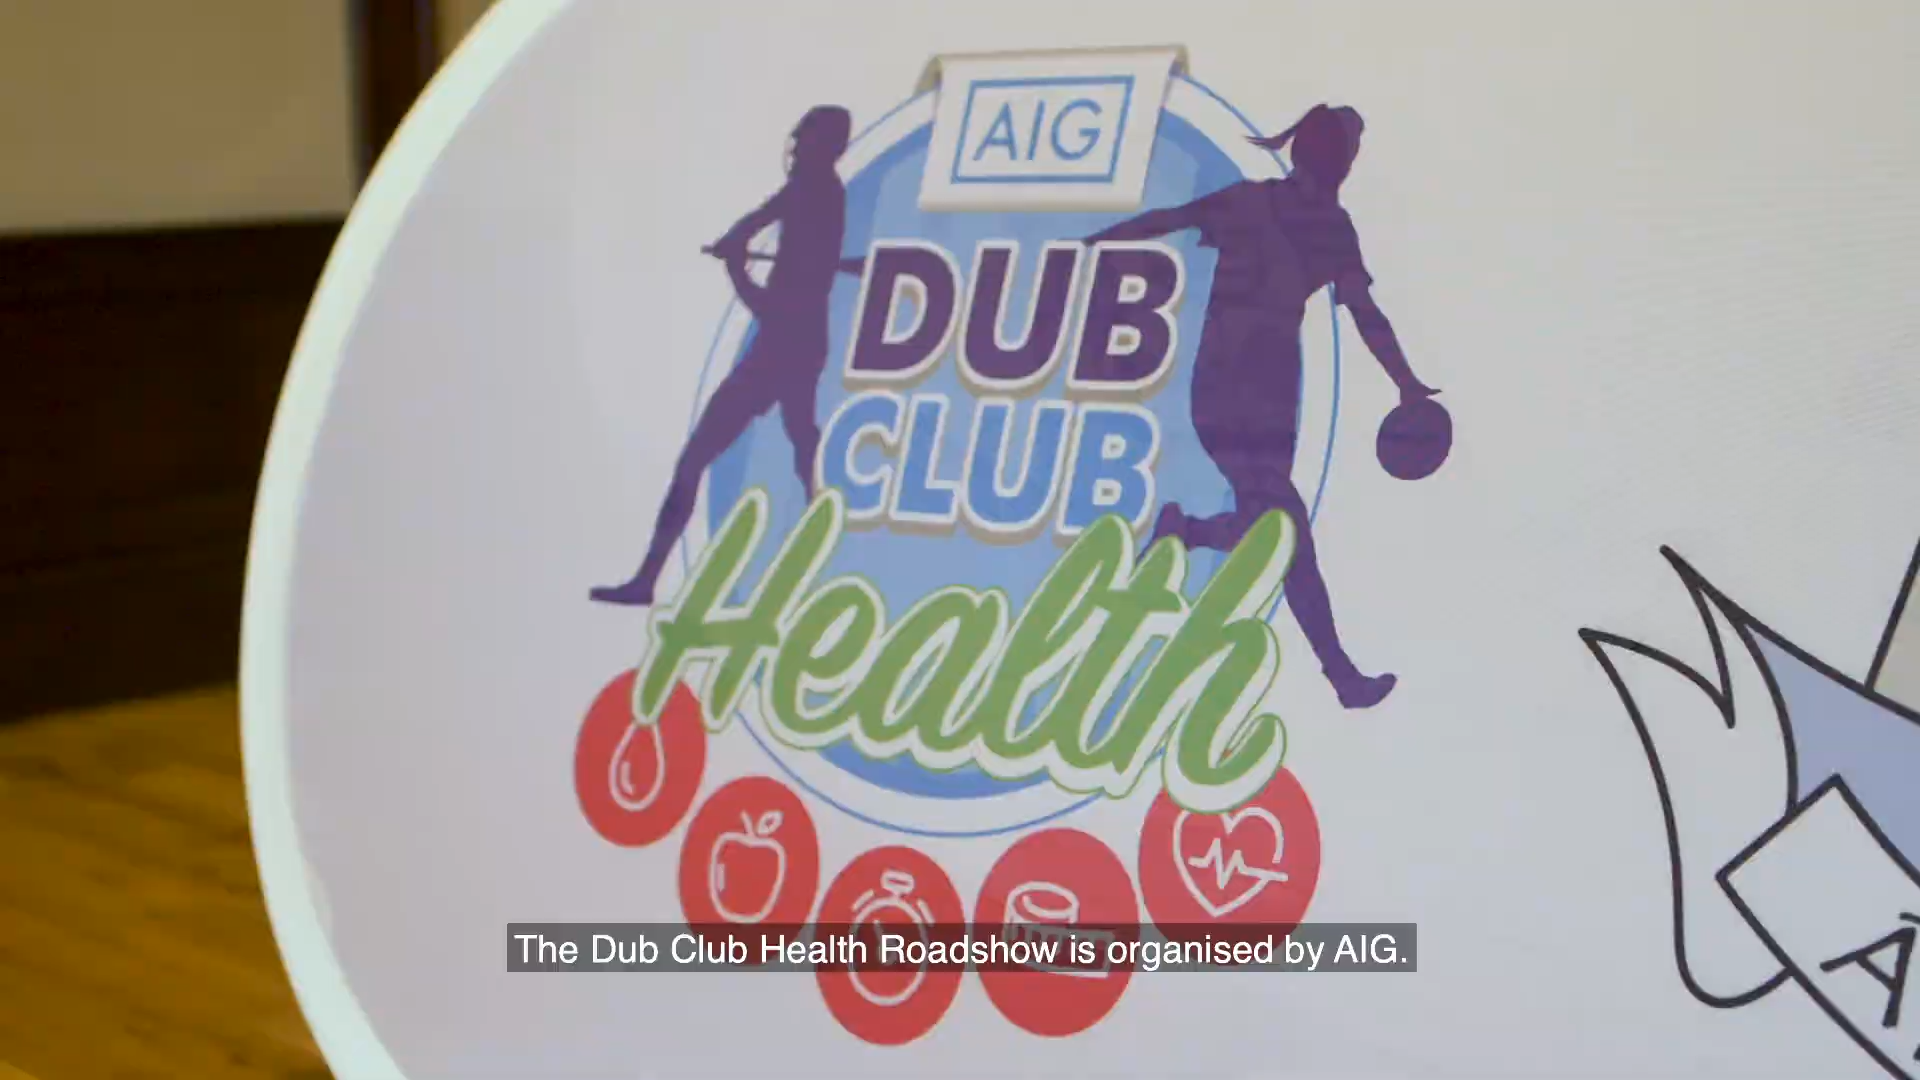 AIG
DUB
CLUB
Health
The Dub Club Health Roadshow is organised by AIG.
A